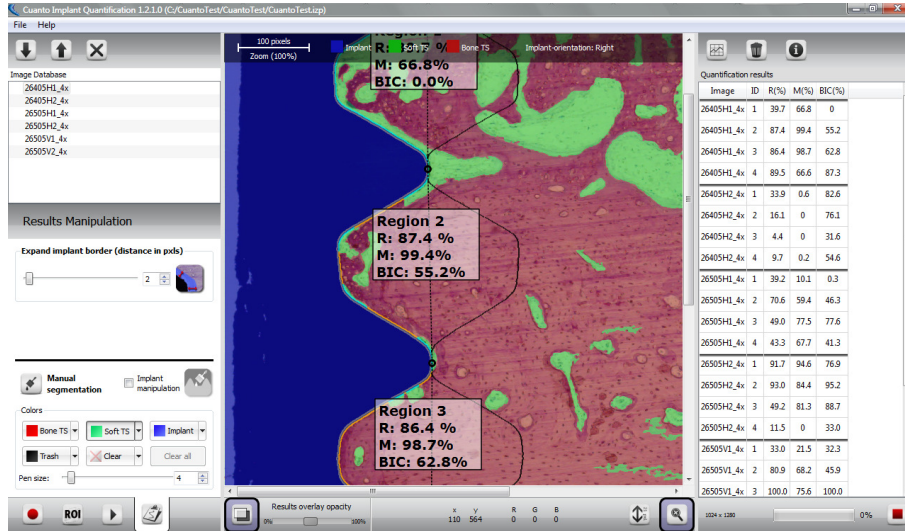 Cuanto Implant Quantification 1.2.1.0 (C:/CuantoTest/CuantoTest/CuantoTest.izp)
File Help
Image Database
26405H1_4x
26405H2_4x
26505H1_4x
26505H2_4x
26505V1_4x
26505V2_4x
Results Manipulation
Expand implant border (distance in pxls)
2
Manual segmentation
Implant manipulation
Colors
Bone TS
Soft TS
Implant
Trash
Clear
Clear all
Pen size:
4
ROI
100 pixels
Zoom (100%)
Implant
Soft TS
Bone TS
Implant-orientation: Right
M: 66.8%
BIC: 0.0%
Region 2
R: 87.4 %
M: 99.4%
BIC: 55.2%
Region 3
R: 86.4 %
M: 98.7%
BIC: 62.8%
Results overlay opacity
0%
100%
x y R G B
110 564 0 0 0
Quantification results
Image ID R(%) M(%) BIC(%)
26405H1_4x 1 39.7 66.8 0
26405H1_4x 2 87.4 99.4 55.2
26405H1_4x 3 86.4 98.7 62.8
26405H1_4x 4 89.5 66.6 87.3
26405H2_4x 1 33.9 0.6 82.6
26405H2_4x 2 16.1 0 76.1
26405H2_4x 3 4.4 0 31.6
26405H2_4x 4 9.7 0.2 54.6
26505H1_4x 1 39.2 10.1 0.3
26505H1_4x 2 70.6 59.4 46.3
26505H1_4x 3 49.0 77.5 77.6
26505H1_4x 4 43.3 67.7 41.3
26505H2_4x 1 91.7 94.6 76.9
26505H2_4x 2 93.0 84.4 95.2
26505H2_4x 3 49.2 81.3 88.7
26505H2_4x 4 11.5 0 33.0
26505V1_4x 1 33.0 21.5 32.3
26505V1_4x 2 80.9 68.2 45.9
26505V1_4x 3 100.0 75.6 100.0
1024 x 1280
0%